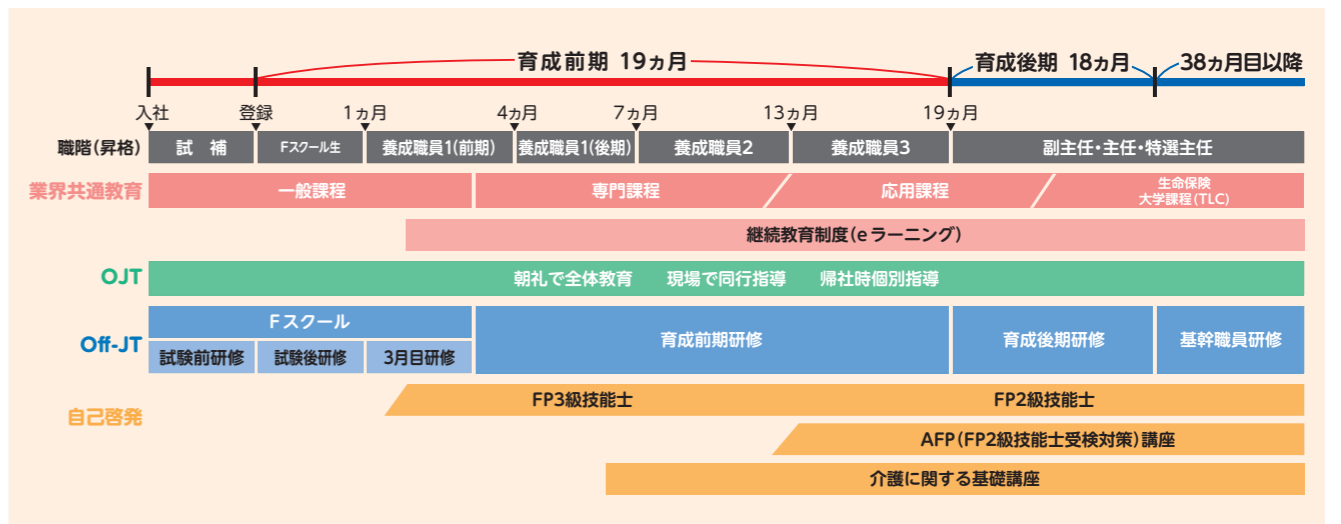 育成前期 19ヵ月
育成後期 18ヵ月
38ヵ月目以降
入社
登録
1ヵ月
4ヵ月
7ヵ月
13ヵ月
19ヵ月
職階(昇格)
試 補
Fスクール生
養成職員1(前期)
養成職員1(後期)
養成職員2
養成職員3
副主任・主任・特選主任
業界共通教育
一般課程
専門課程
応用課程
生命保険
大学課程(TLC)
継続教育制度(eラーニング)
OJT
朝礼で全体教育 現場で同行指導 帰社時個別指導
Off-JT
Fスクール
試験前研修
試験後研修
3月目研修
育成前期研修
育成後期研修
基幹職員研修
自己啓発
FP3級技能士
FP2級技能士
AFP(FP2級技能士受検対策)講座
介護に関する基礎講座